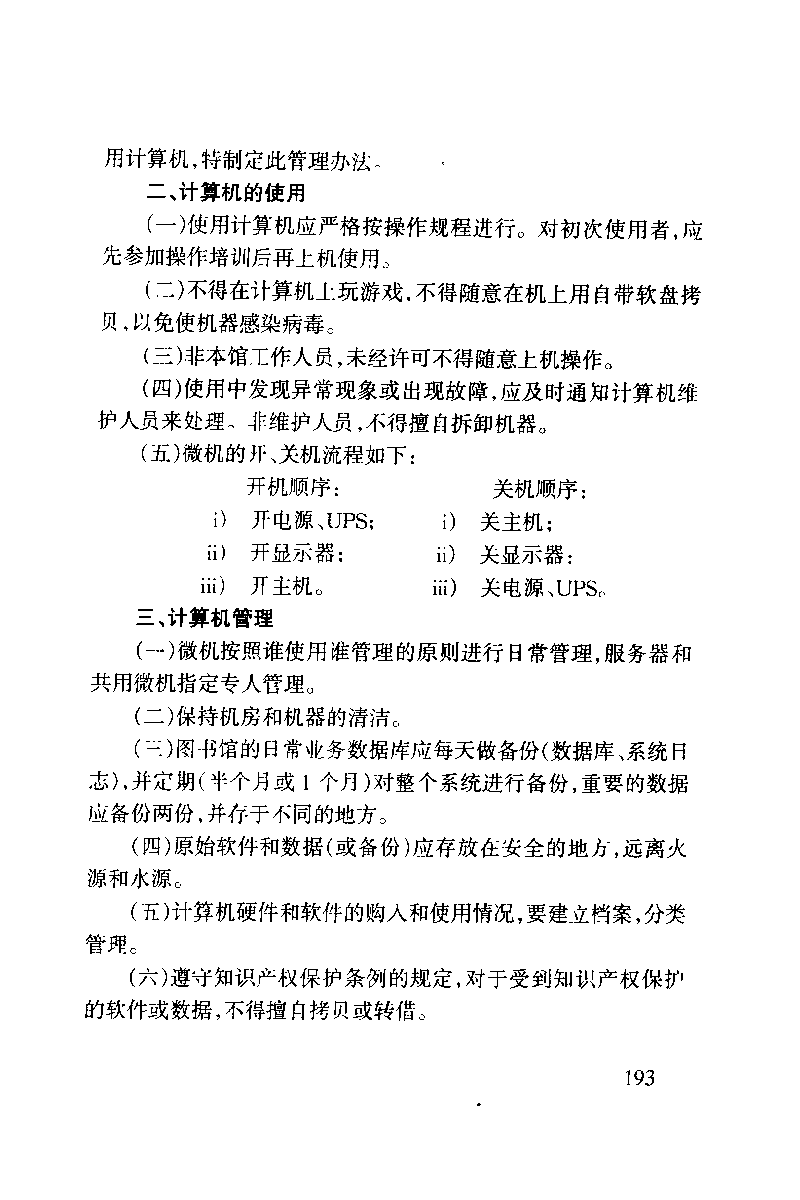 用计算机,特制定此管理办法。
二、计算机的使用
(一)使用计算机应严格按操作规程进行。对初次使用者,应
先参加操作培训后再上机使用。
(二)不得在计算机上玩游戏,不得随意在机上用自带软盘拷
贝,以免使机器感染病毒。
(三)非本馆工作人员,未经许可不得随意上机操作。
(四)使用中发现异常现象或出现故障,应及时通知计算机维
护人员来处理。非维护人员,不得擅自拆卸机器。
(五)微机的开、关机流程如下:
开机顺序: 关机顺序:
i) 开电源、UPS; i) 关主机;
ii) 开显示器; ii) 关显示器;
iii) 开主机。 iii) 关电源、UPS。
三、计算机管理
(一)微机按照谁使用谁管理的原则进行日常管理,服务器和
共用微机指定专人管理。
(二)保持机房和机器的清洁。
(三)图书馆的日常业务数据库应每天做备份(数据库、系统日
志),并定期(半个月或1个月)对整个系统进行备份,重要的数据
应备份两份,并存于不同的地方。
(四)原始软件和数据(或备份)应存放在安全的地方,远离火
源和水源。
(五)计算机硬件和软件的购入和使用情况,要建立档案,分类
管理。
(六)遵守知识产权保护条例的规定,对于受到知识产权保护
的软件或数据,不得擅自拷贝或转借。
193